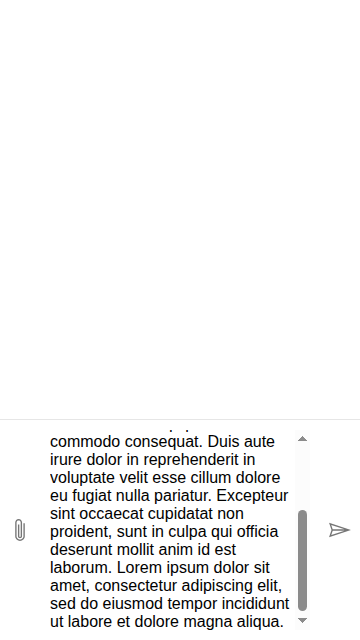 commodo consequat. Duis aute
irure dolor in reprehenderit in
voluptate velit esse cillum dolore
eu fugiat nulla pariatur. Excepteur
sint occaecat cupidatat non
proident, sunt in culpa qui officia
deserunt mollit anim id est
laborum. Lorem ipsum dolor sit
amet, consectetur adipiscing elit,
sed do eiusmod tempor incididunt
ut labore et dolore magna aliqua.